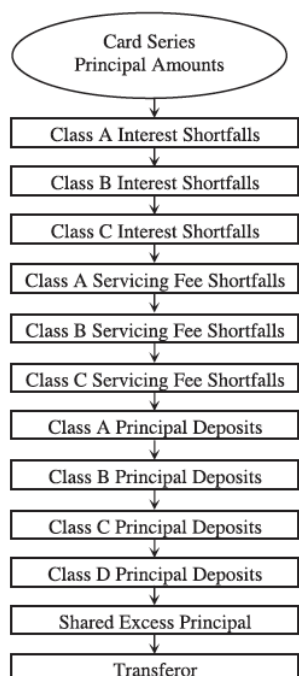 Card Series
Principal Amounts
Class A Interest Shortfalls
Class B Interest Shortfalls
Class C Interest Shortfalls
Class A Servicing Fee Shortfalls
Class B Servicing Fee Shortfalls
Class C Servicing Fee Shortfalls
Class A Principal Deposits
Class B Principal Deposits
Class C Principal Deposits
Class D Principal Deposits
Shared Excess Principal
Transferor